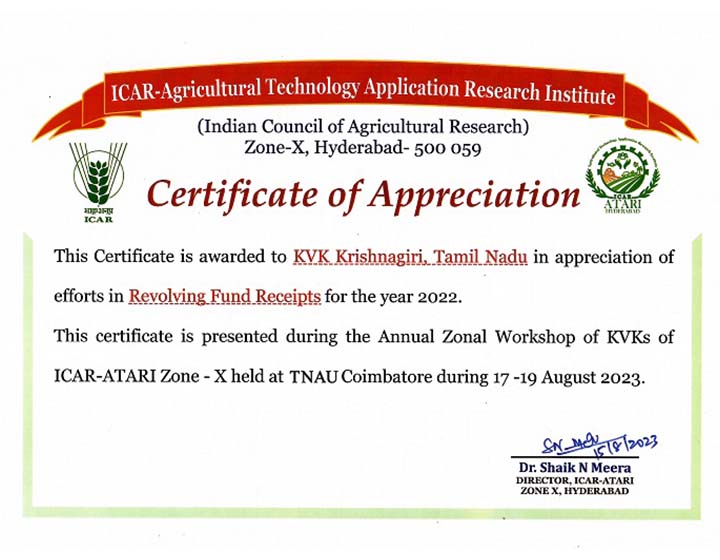 ICAR-Agricultural Technology Application Research Institute
(Indian Council of Agricultural Research)
Zone-X, Hyderabad- 500 059
भाकृअनुप
ICAR
Certificate of Appreciation
ICAR
ATARI
HYDERABAD
This Certificate is awarded to KVK Krishnagiri, Tamil Nadu in appreciation of
efforts in Revolving Fund Receipts for the year 2022.
This certificate is presented during the Annual Zonal Workshop of KVKs of
ICAR-ATARI Zone - X held at TNAU Coimbatore during 17 -19 August 2023.
15/8/2023
Dr. Shaik N Meera
DIRECTOR, ICAR-ATARI
ZONE X, HYDERABAD